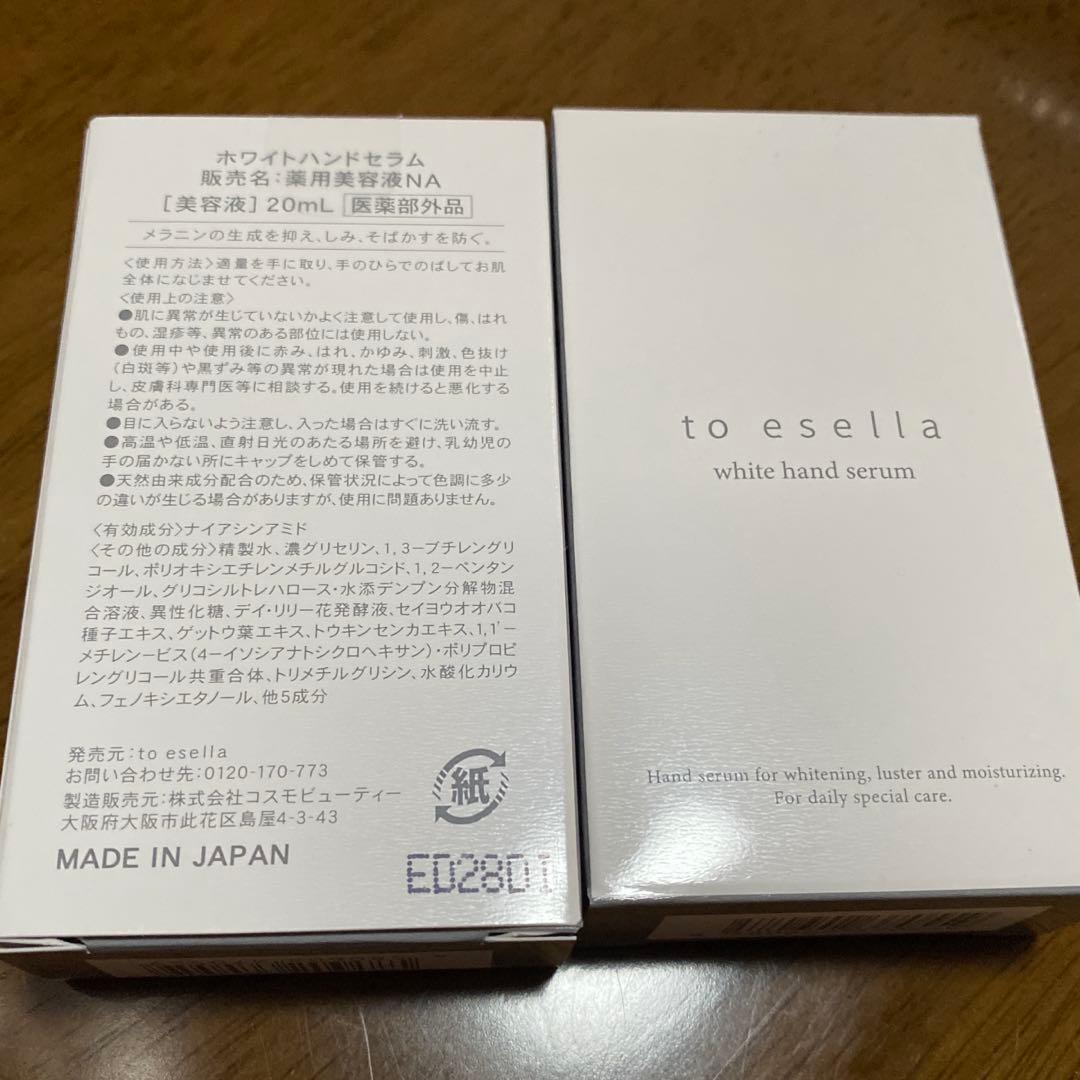 ホワイトハンドセラム
販売名：薬用美容液NA
［美容液］20mL 医薬部外品
メラニンの生成を抑え、しみ、そばかすを防ぐ。
〈使用方法〉適量を手に取り、手のひらでのばしてお肌
全体になじませてください。
〈使用上の注意〉
●肌に異常が生じていないかよく注意して使用し、傷、はれ
もの、湿疹等、異常のある部位には使用しない。
●使用中や使用後に赤み、はれ、かゆみ、刺激、色抜け
（白斑等）や黒ずみ等の異常が現れた場合は使用を中止
し、皮膚科専門医等に相談する。使用を続けると悪化する
場合がある。
●目に入らないよう注意し、入った場合はすぐに洗い流す。
●高温や低温、直射日光のあたる場所を避け、乳幼児の
手の届かない所にキャップをしめて保管する。
●天然由来成分配合のため、保管状況によって色調に多少
の違いが生じる場合がありますが、使用に問題ありません。
〈有効成分〉ナイアシンアミド
〈その他の成分〉精製水、濃グリセリン、1，3－ブチレングリ
コール、ポリオキシエチレンメチルグルコシド、1，2－ペンタン
ジオール、グリコシルトレハロース・水添デンプン分解物混
合溶液、異性化糖、デイ・リリー花発酵液、セイヨウオオバコ
種子エキス、ゲットウ葉エキス、トウキンセンカエキス、1，1'－
メチレン－ビス（4－イソシアナトシクロヘキサン）・ポリプロピ
レングリコール共重合体、トリメチルグリシン、水酸化カリウ
ム、フェノキシエタノール、他5成分
発売元：to esella
お問い合わせ先：0120-170-773
製造販売元：株式会社コスモビューティー
大阪府大阪市此花区島屋4-3-43
紙
MADE IN JAPAN
ED28D1
to esella
white hand serum
Hand serum for whitening, luster and moisturizing.
For daily special care.